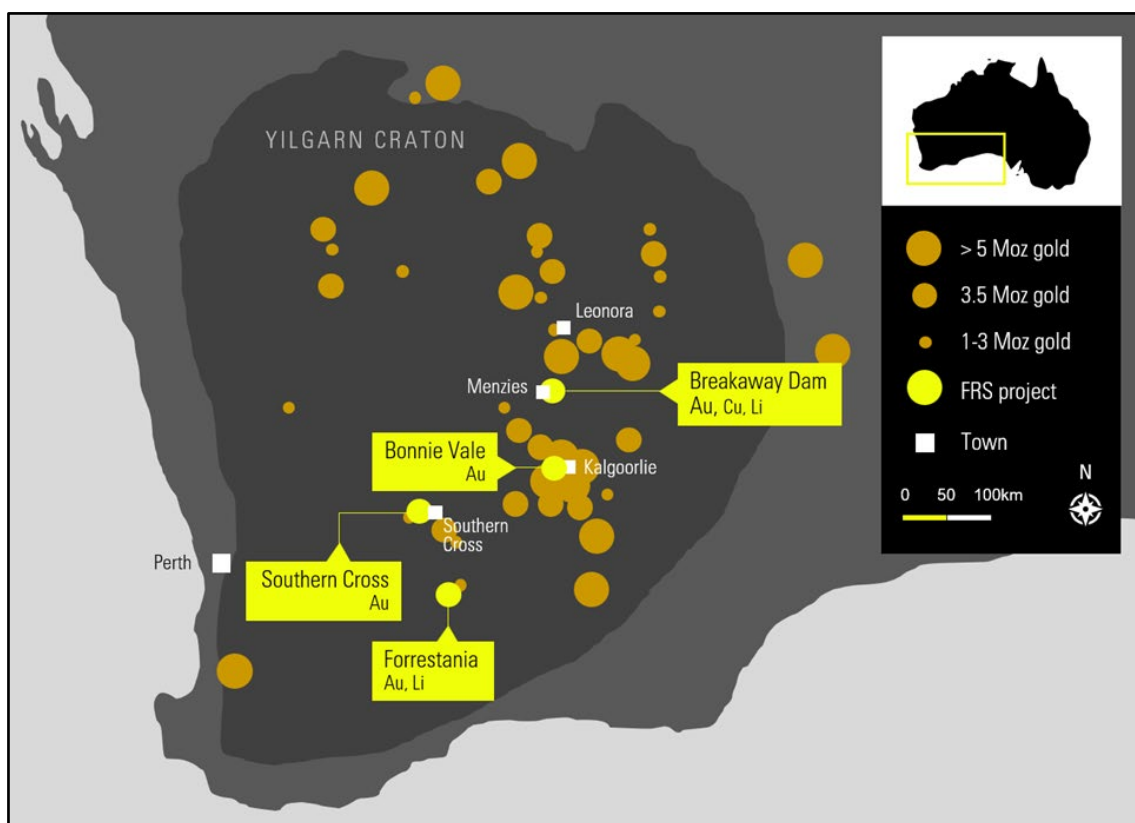 YILGARN CRATON
Leonora
Menzies
Breakaway Dam
Au, Cu, Li
Bonnie Vale
Au
Kalgoorlie
Southern
Cross
Perth
Southern Cross
Au
Forrestania
Au, Li
> 5 Moz gold
3.5 Moz gold
1-3 Moz gold
FRS project
Town
N
0 50 100km